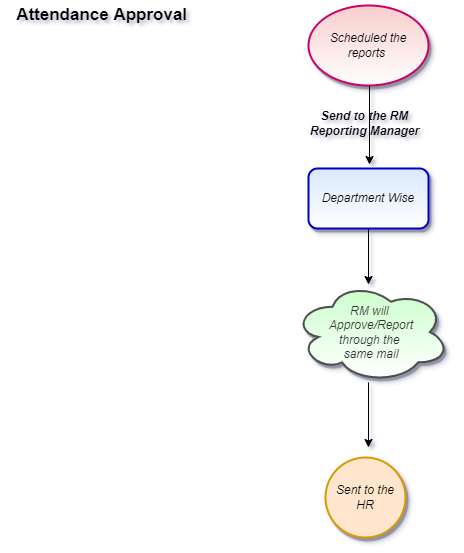 Attendance Approval
Scheduled the
reports
Send to the RM
Reporting Manager
Department Wise
RM will
Approve/Report
through the
same mail
Sent to the
HR